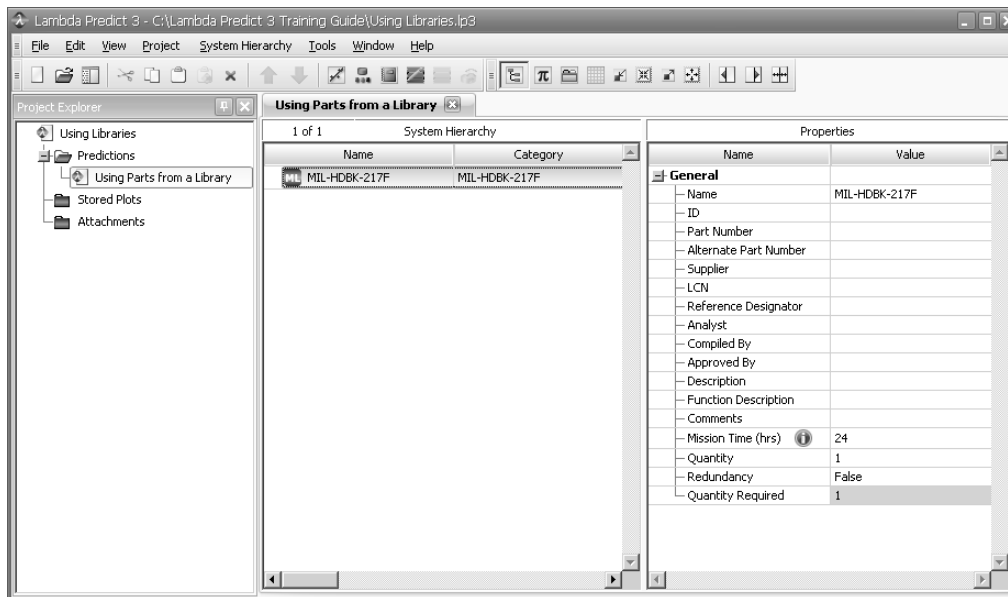 Lambda Predict 3 - C:\Lambda Predict 3 Training Guide\Using Libraries.lp3
File Edit View Project System Hierarchy Tools Window Help
π
Project Explorer
Using Libraries
Predictions
Using Parts from a Library
Stored Plots
Attachments
Using Parts from a Library
1 of 1 System Hierarchy
Name Category
MIL MIL-HDBK-217F MIL-HDBK-217F
Properties
Name Value
General
Name MIL-HDBK-217F
ID
Part Number
Alternate Part Number
Supplier
LCN
Reference Designator
Analyst
Compiled By
Approved By
Description
Function Description
Comments
Mission Time (hrs) 24
Quantity 1
Redundancy False
Quantity Required 1